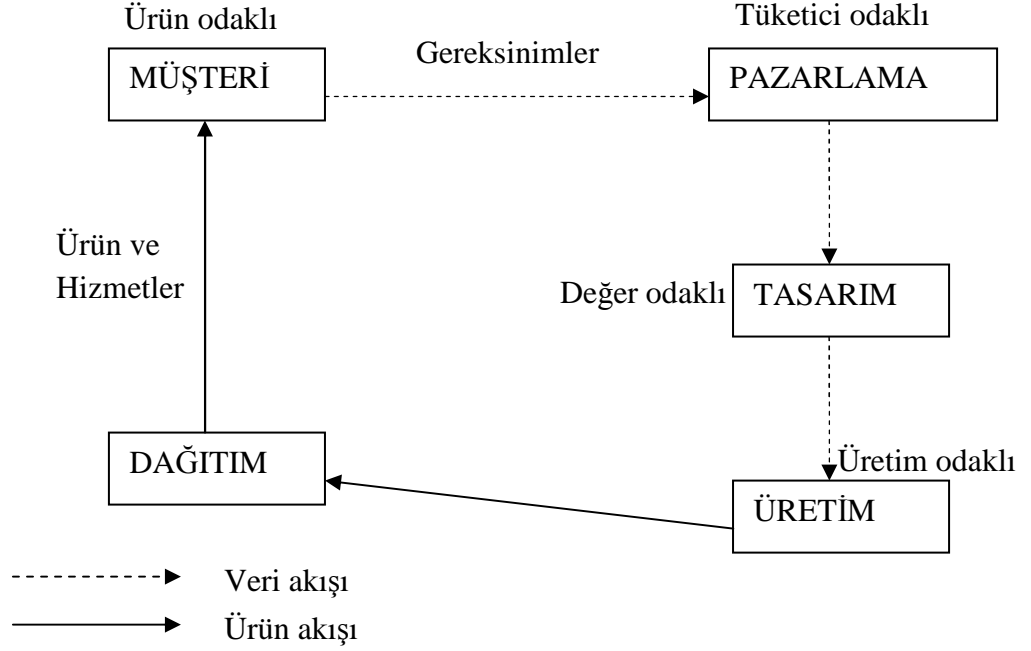 Ürün odaklı
Tüketici odaklı
MÜŞTERİ
Gereksinimler
PAZARLAMA
Ürün ve
Hizmetler
Değer odaklı
TASARIM
DAĞITIM
Üretim odaklı
ÜRETİM
Veri akışı
Ürün akışı